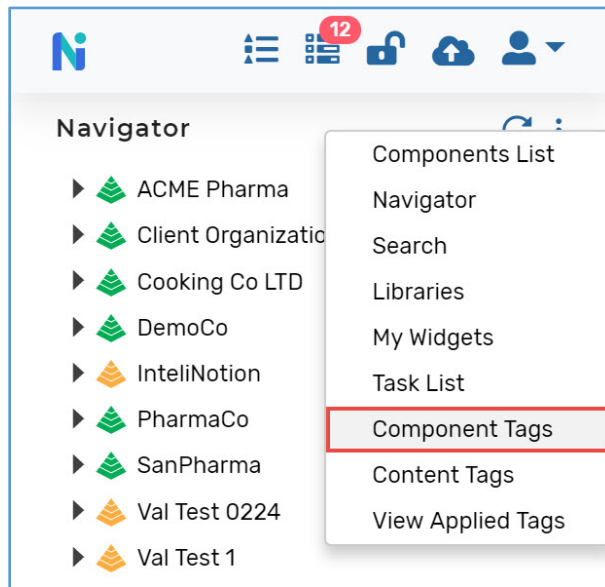 12
Navigator
ACME Pharma
Client Organizatio
Cooking Co LTD
DemoCo
InteliNotion
PharmaCo
SanPharma
Val Test 0224
Val Test 1
Components List
Navigator
Search
Libraries
My Widgets
Task List
Component Tags
Content Tags
View Applied Tags